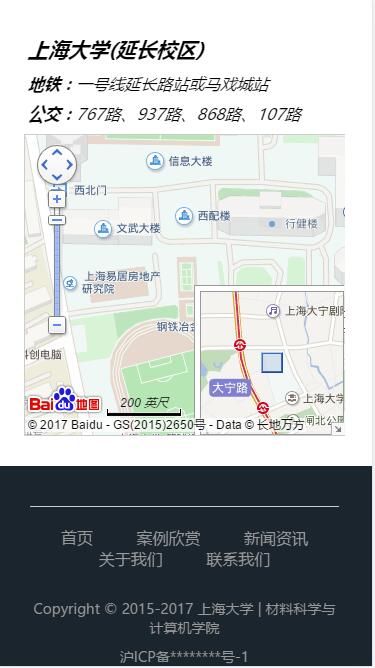 上海大学(延长校区)
地铁：一号线延长路站或马戏城站
公交：767路、937路、868路、107路
信息大楼
西北门
西配楼
行健楼
文武大楼
上海易居房地产
研究院
上海大宁剧
钢铁冶金
大宁路
科创电脑
上海大学
闸北公
Bai du 地图
200 英尺
© 2017 Baidu - GS(2015)2650号 - Data © 长地万方
首页 案例欣赏 新闻资讯
关于我们 联系我们
Copyright © 2015-2017 上海大学 | 材料科学与
计算机学院
沪ICP备********号-1